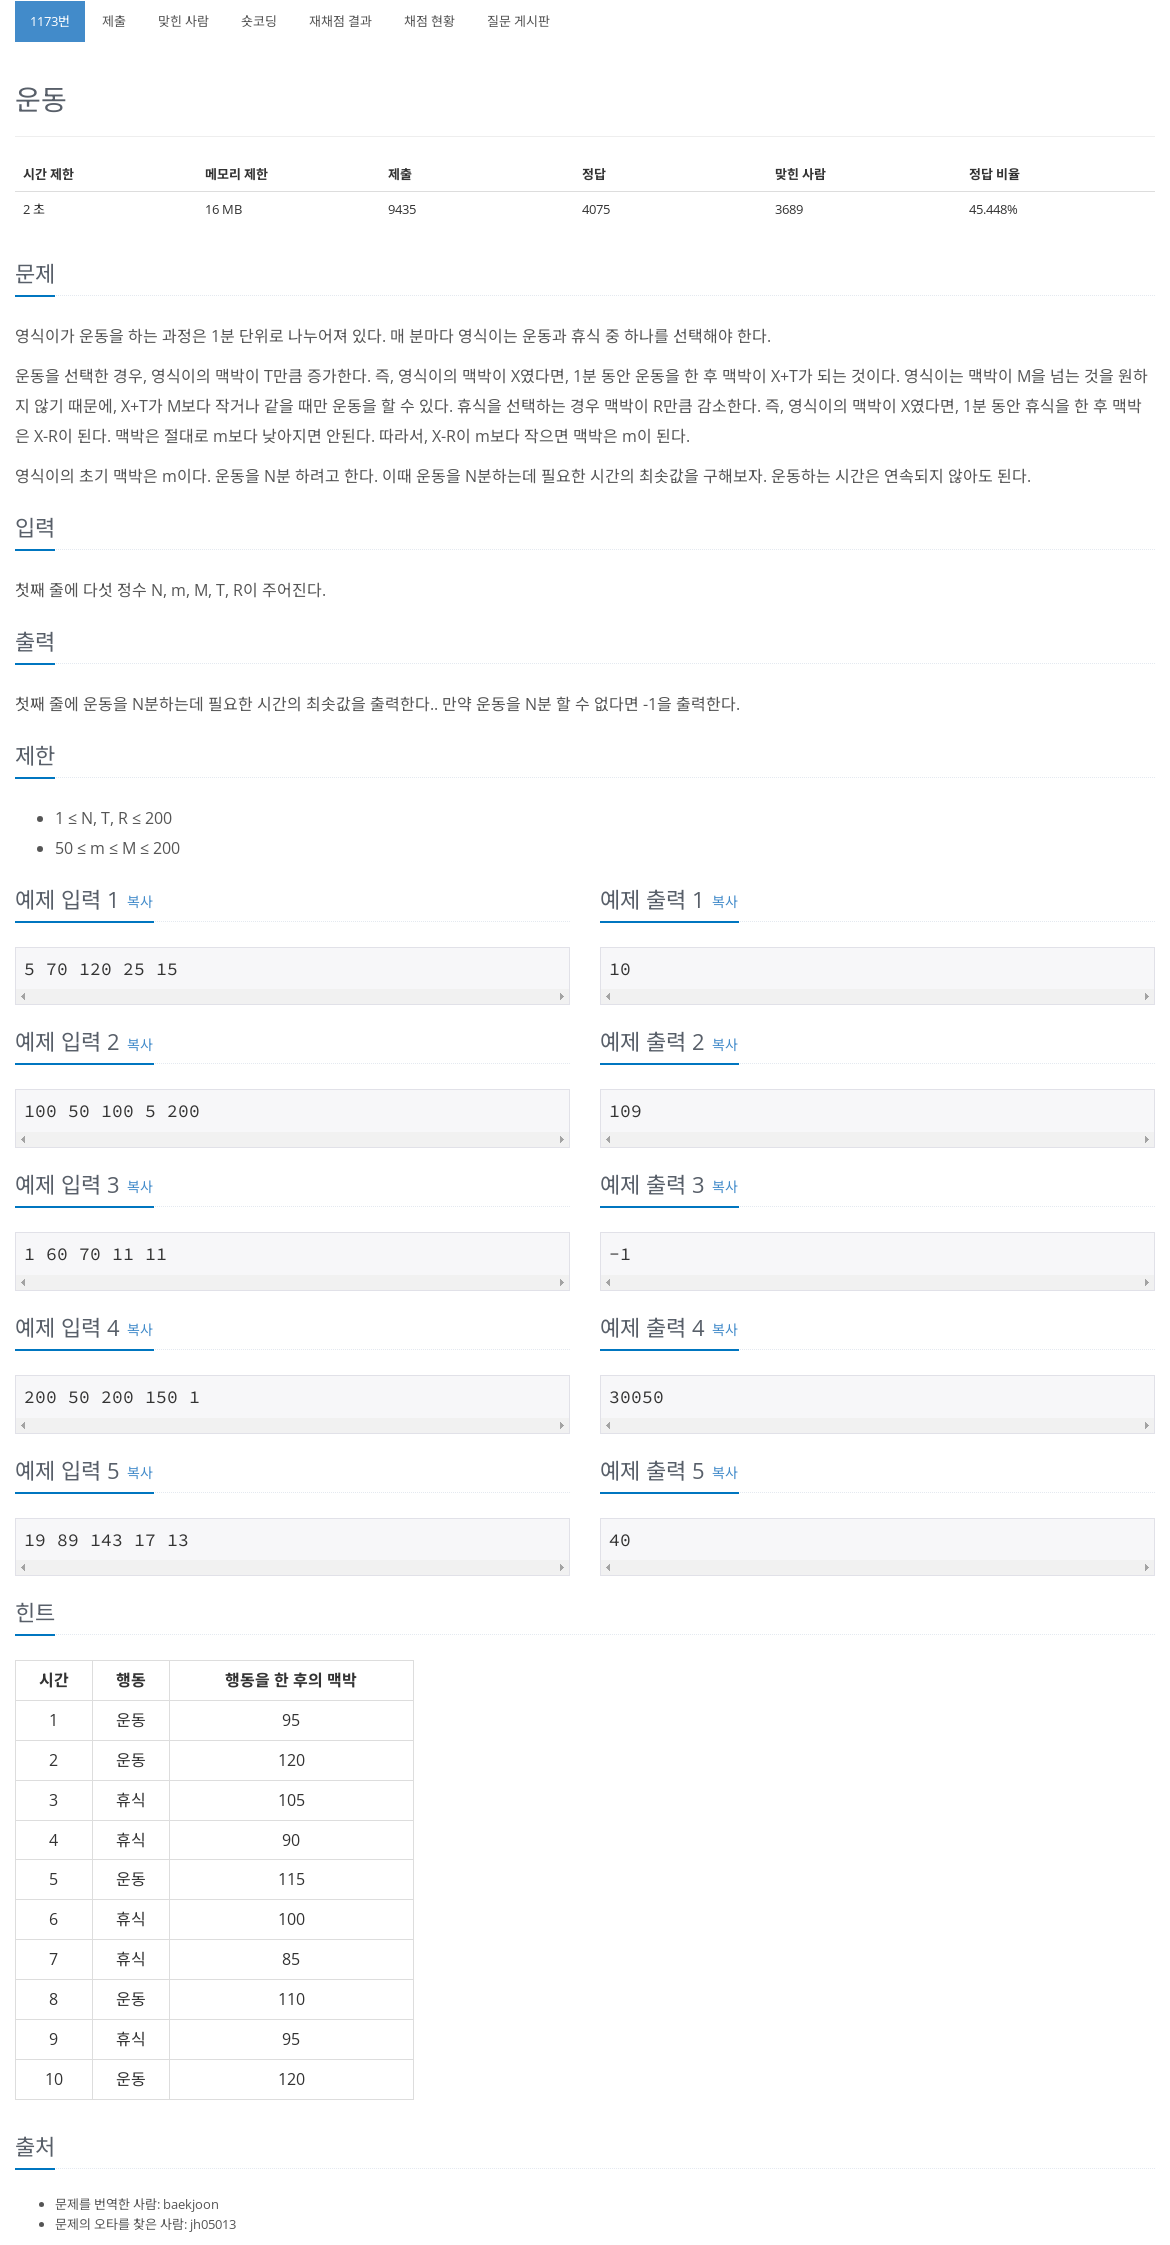 1173번 제출 맞힌 사람 숏코딩 재채점 결과 채점 현황 질문 게시판
운동
시간 제한 메모리 제한 제출 정답 맞힌 사람 정답 비율
2 초 16 MB 9435 4075 3689 45.448%
문제
영식이가 운동을 하는 과정은 1분 단위로 나누어져 있다. 매 분마다 영식이는 운동과 휴식 중 하나를 선택해야 한다.
운동을 선택한 경우, 영식이의 맥박이 T만큼 증가한다. 즉, 영식이의 맥박이 X였다면, 1분 동안 운동을 한 후 맥박이 X+T가 되는 것이다. 영식이는 맥박이 M을 넘는 것을 원하
지 않기 때문에, X+T가 M보다 작거나 같을 때만 운동을 할 수 있다. 휴식을 선택하는 경우 맥박이 R만큼 감소한다. 즉, 영식이의 맥박이 X였다면, 1분 동안 휴식을 한 후 맥박
은 X-R이 된다. 맥박은 절대로 m보다 낮아지면 안된다. 따라서, X-R이 m보다 작으면 맥박은 m이 된다.
영식이의 초기 맥박은 m이다. 운동을 N분 하려고 한다. 이때 운동을 N분하는데 필요한 시간의 최솟값을 구해보자. 운동하는 시간은 연속되지 않아도 된다.
입력
첫째 줄에 다섯 정수 N, m, M, T, R이 주어진다.
출력
첫째 줄에 운동을 N분하는데 필요한 시간의 최솟값을 출력한다.. 만약 운동을 N분 할 수 없다면 -1을 출력한다.
제한
• 1 ≤ N, T, R ≤ 200
• 50 ≤ m ≤ M ≤ 200
예제 입력 1 복사 예제 출력 1 복사
5 70 120 25 15 10
예제 입력 2 복사 예제 출력 2 복사
100 50 100 5 200 109
예제 입력 3 복사 예제 출력 3 복사
1 60 70 11 11 -1
예제 입력 4 복사 예제 출력 4 복사
200 50 200 150 1 30050
예제 입력 5 복사 예제 출력 5 복사
19 89 143 17 13 40
힌트
시간 행동 행동을 한 후의 맥박
1 운동 95
2 운동 120
3 휴식 105
4 휴식 90
5 운동 115
6 휴식 100
7 휴식 85
8 운동 110
9 휴식 95
10 운동 120
출처
• 문제를 번역한 사람: baekjoon
• 문제의 오타를 찾은 사람: jh05013